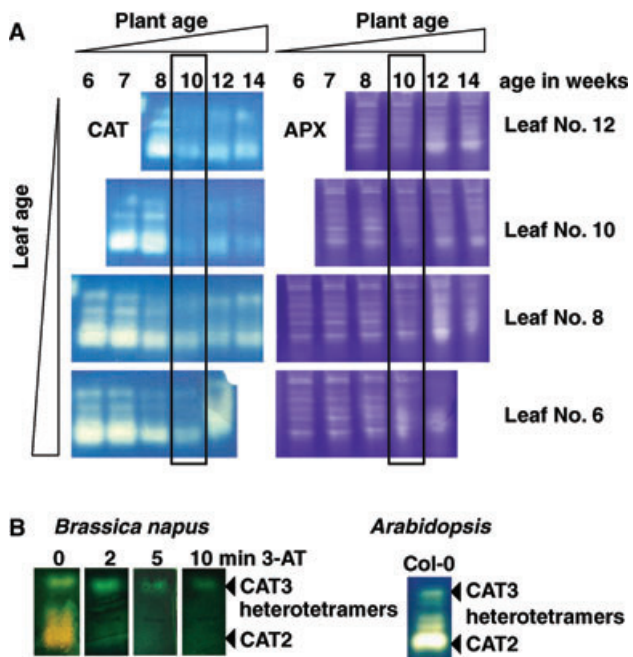 A
Plant age Plant age
6 7 8 10 12 14 6 7 8 10 12 14 age in weeks
CAT APX Leaf No. 12
Leaf age
Leaf No. 10
Leaf No. 8
Leaf No. 6
B Brassica napus Arabidopsis
0 2 5 10 min 3-AT Col-0
CAT3 CAT3
heterotetramers heterotetramers
CAT2 CAT2